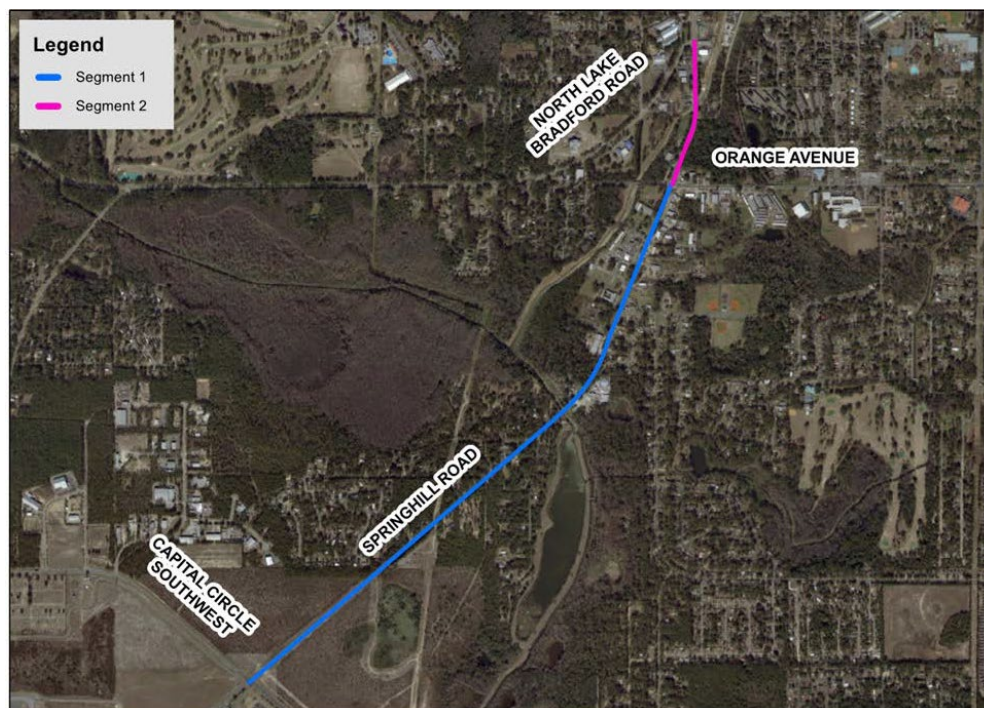 Legend
Segment 1
Segment 2
NORTH LAKE
BRADFORD ROAD
ORANGE AVENUE
SPRINGHILL ROAD
CAPITAL CIRCLE
SOUTHWEST